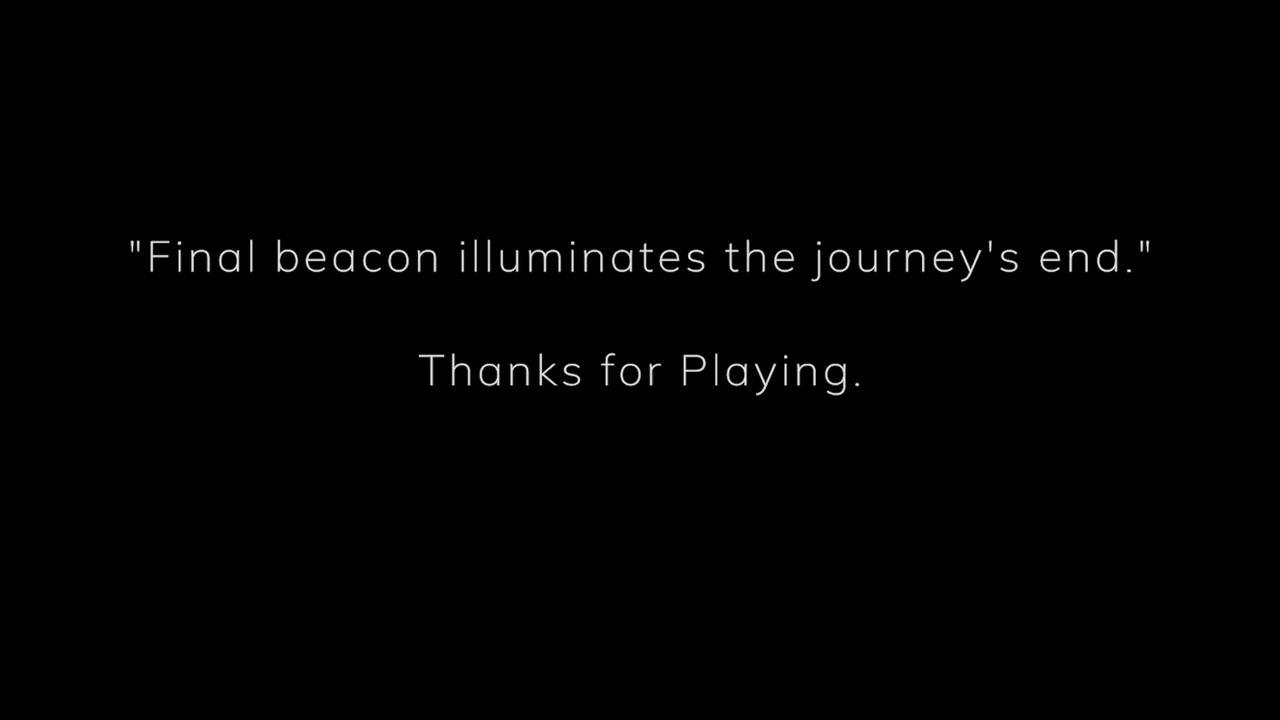 "Final beacon illuminates the journey's end."
Thanks for Playing.